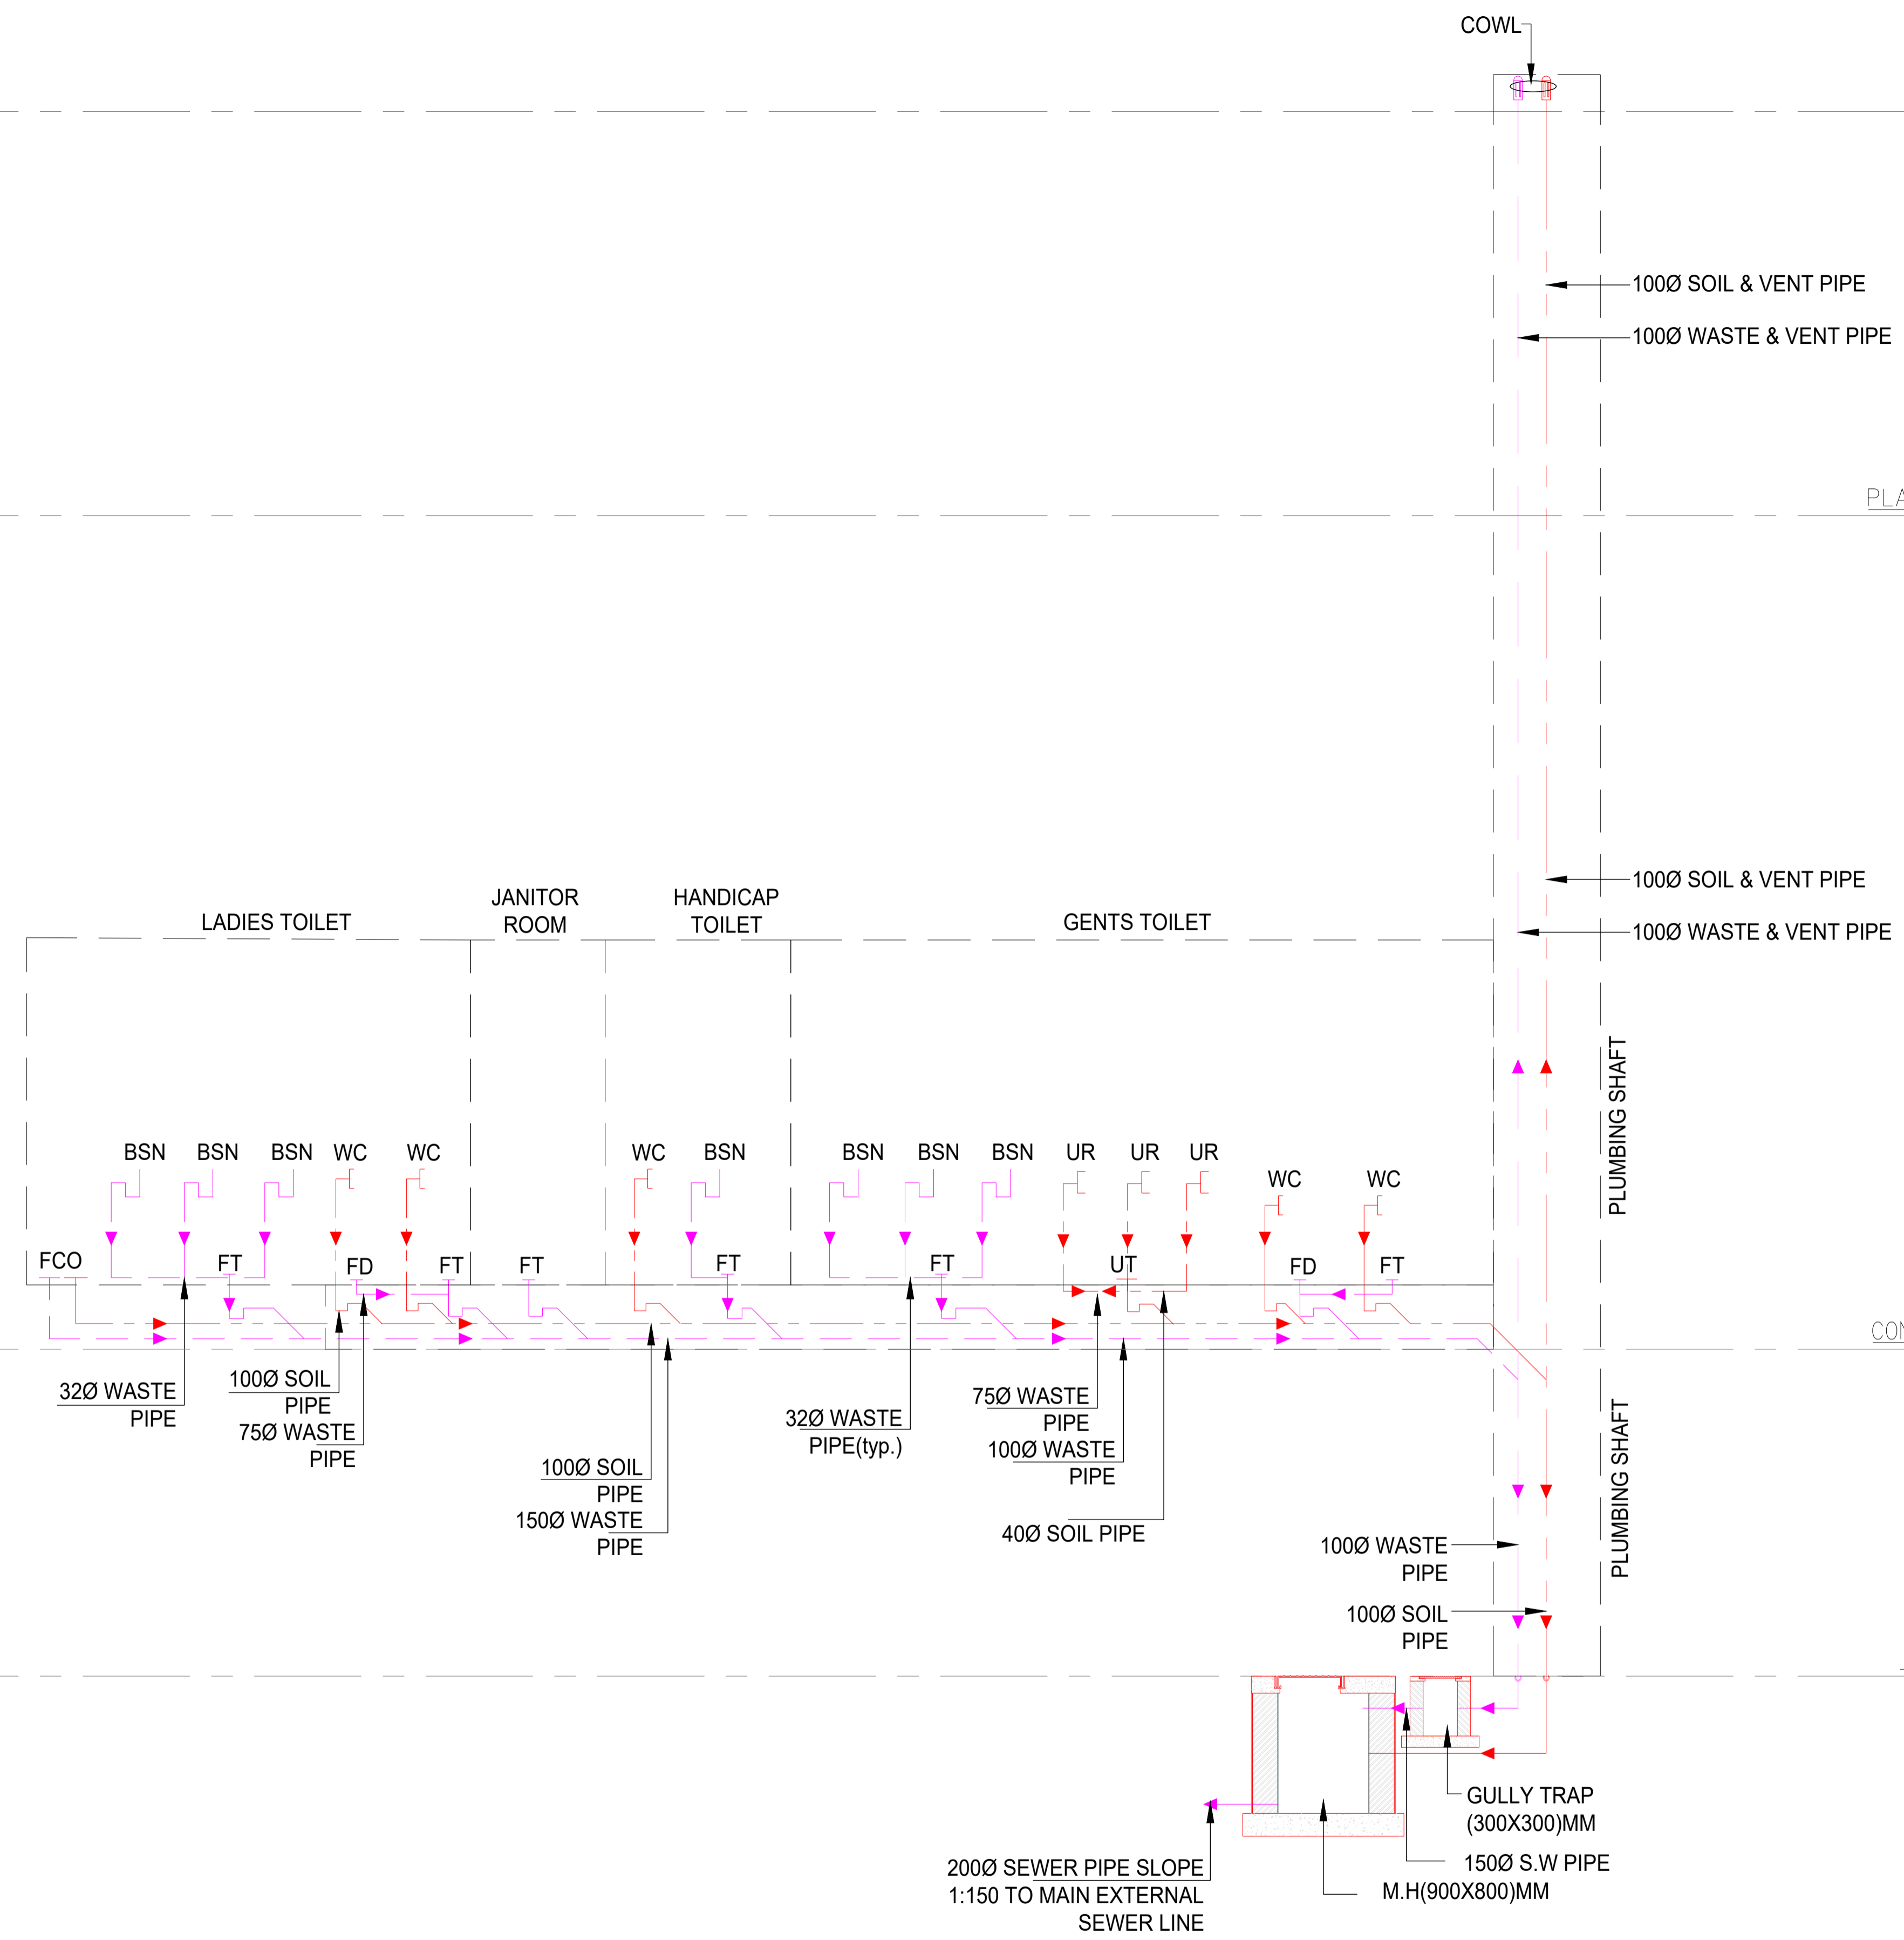 COWL
100Ø SOIL & VENT PIPE
100Ø WASTE & VENT PIPE
PLA
100Ø SOIL & VENT PIPE
100Ø WASTE & VENT PIPE
LADIES TOILET
JANITOR
ROOM
HANDICAP
TOILET
GENTS TOILET
PLUMBING SHAFT
BSN
BSN
BSN
WC
WC
WC
BSN
BSN
BSN
BSN
UR
UR
UR
WC
WC
FCO
FT
FD
FT
FT
FT
FT
UT
FD
FT
CON
32Ø WASTE
PIPE
100Ø SOIL
PIPE
75Ø WASTE
PIPE
100Ø SOIL
PIPE
150Ø WASTE
PIPE
32Ø WASTE
PIPE(typ.)
75Ø WASTE
PIPE
100Ø WASTE
PIPE
40Ø SOIL PIPE
PLUMBING SHAFT
100Ø WASTE
PIPE
100Ø SOIL
PIPE
GULLY TRAP
(300X300)MM
150Ø S.W PIPE
M.H(900X800)MM
200Ø SEWER PIPE SLOPE
1:150 TO MAIN EXTERNAL
SEWER LINE